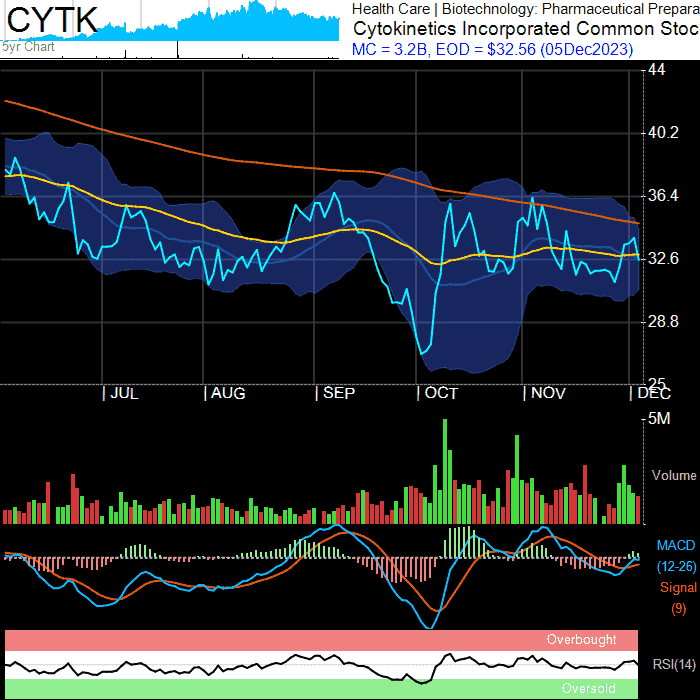 CYTK
5yr Chart
Health Care | Biotechnology: Pharmaceutical Prepara
Cytokinetics Incorporated Common Stoc
MC = 3.2B, EOD = $32.56 (05Dec2023)
44
40.2
36.4
32.6
28.8
25
JUL AUG SEP OCT NOV DEC
5M
Volume
MACD
(12-26)
Signal
(9)
Overbought
RSI(14)
Oversold